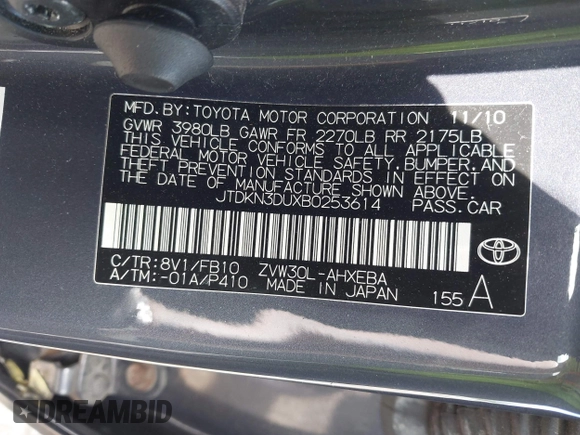 MFD. BY: TOYOTA MOTOR CORPORATION 11/10
GVWR 3980LB GAWR FR 2270LB RR 2175LB
THIS VEHICLE CONFORMS TO ALL APPLICABLE
FEDERAL MOTOR VEHICLE SAFETY, BUMPER, AND
THEFT PREVENTION STANDARDS IN EFFECT ON
THE DATE OF MANUFACTURE SHOWN ABOVE.
JTDKN3DUXB0253614 PASS. CAR
C/TR: 8V1/FB10 ZVW30L-AHXEBA
A/TM: -01A/P410 MADE IN JAPAN
155 A
DREAMBID